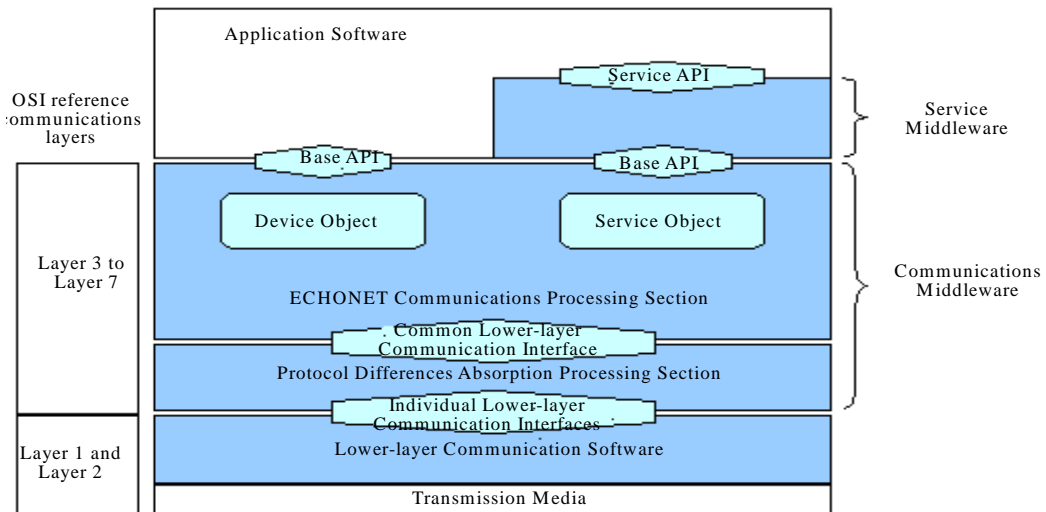 Application Software
Service API
OSI reference
communications
layers
Service
Middleware
Base API
Base API
Device Object
Service Object
Layer 3 to
Layer 7
Communications
Middleware
ECHONET Communications Processing Section
Common Lower-layer
Communication Interface
Protocol Differences Absorption Processing Section
Individual Lower-layer
Communication Interfaces
Lower-layer Communication Software
Layer 1 and
Layer 2
Transmission Media